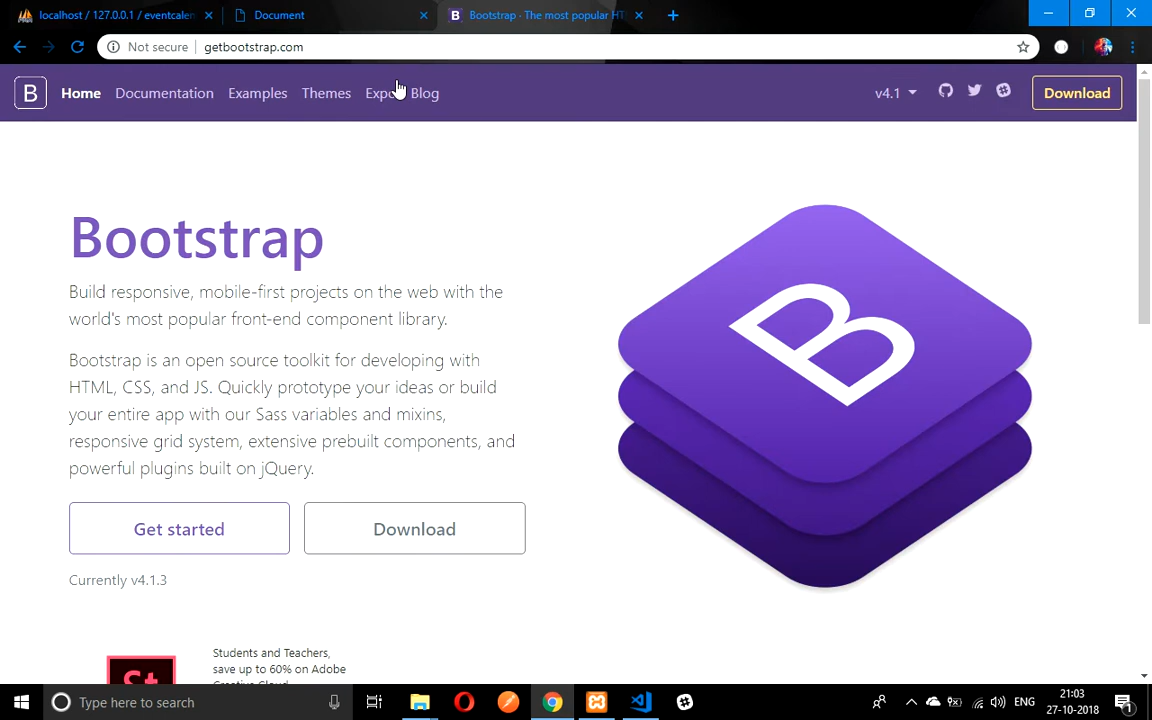 localhost / 127.0.0.1 / eventcalen
Document
Bootstrap - The most popular HT
Not secure
getbootstrap.com
B
Home
Documentation
Examples
Themes
Blog
v4.1
Download
Bootstrap
B
Build responsive, mobile-first projects on the web with the
world's most popular front-end component library.
Bootstrap is an open source toolkit for developing with
HTML, CSS, and JS. Quickly prototype your ideas or build
your entire app with our Sass variables and mixins,
responsive grid system, extensive prebuilt components, and
powerful plugins built on jQuery.
Get started
Download
Currently v4.1.3
St
Students and Teachers,
save up to 60% on Adobe
Creative Cloud
Type here to search
ENG
21:03
27-10-2018
1